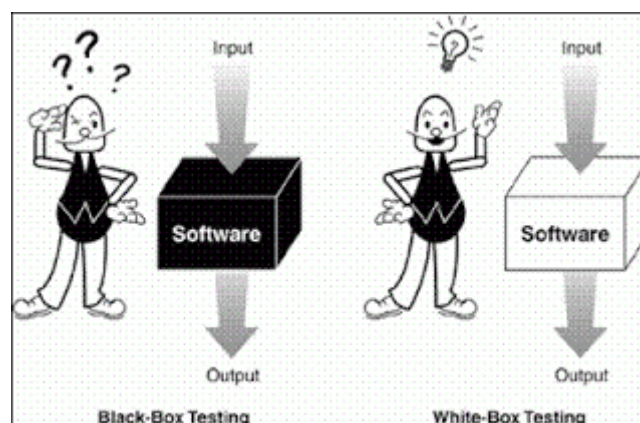 ? ? ?
Input
Software
Output
Black-Box Testing
Input
Software
Output
White-Box Testing